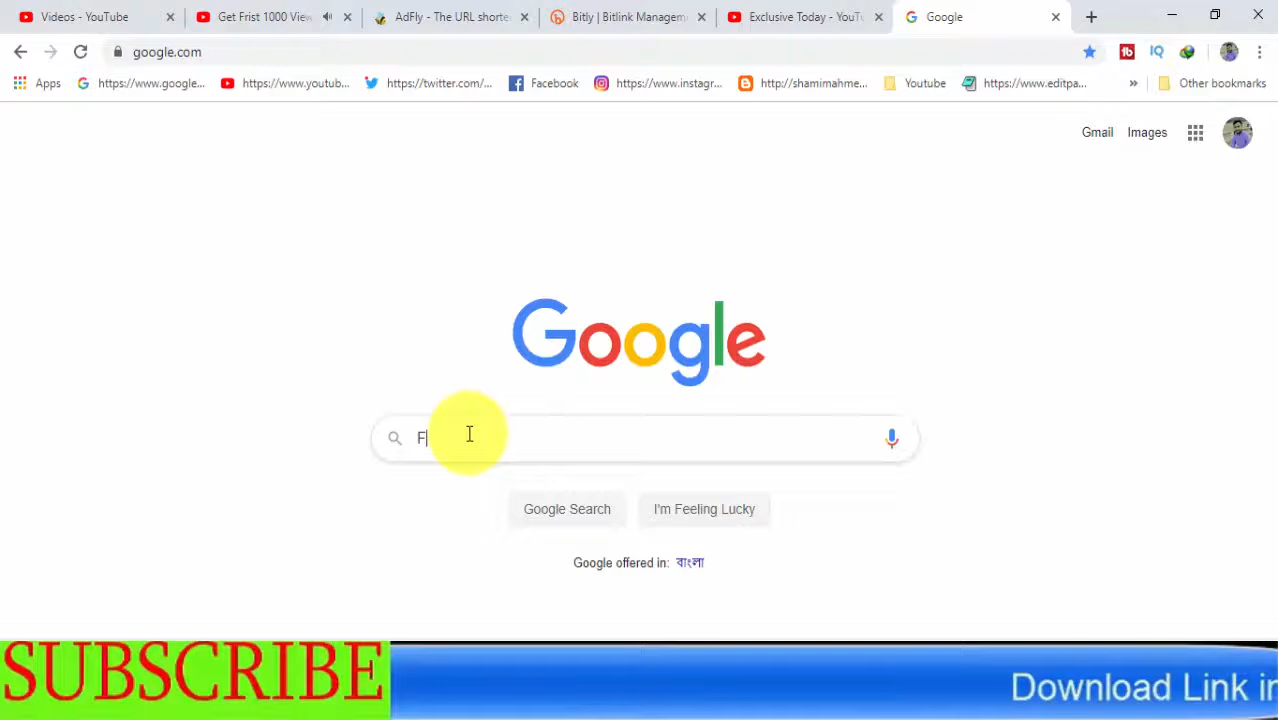 Videos - YouTube
Get Frist 1000 View
AdFly - The URL shorte
Bitly | Bitlink Managem
Exclusive Today - YouTu
Google
google.com
Apps
https://www.google...
https://www.youtub...
https://twitter.com/...
Facebook
https://www.instagr...
http://shamimahme...
Youtube
https://www.editpa...
Other bookmarks
Gmail
Images
Google
F
Google Search
I'm Feeling Lucky
Google offered in: বাংলা
SUBSCRIBE
Download Link in